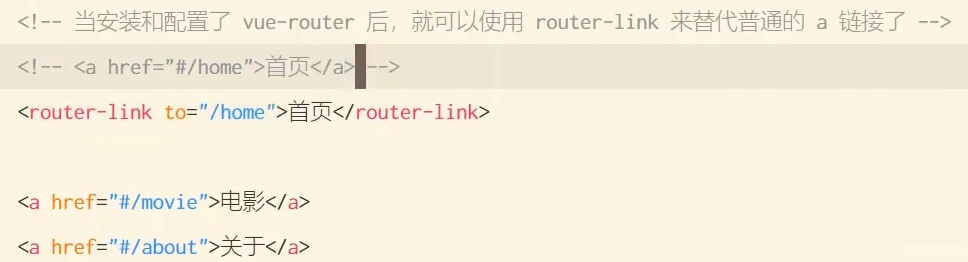 <!-- 当安装和配置了 vue-router 后，就可以使用 router-link 来替代普通的 a 链接了 -->
<!-- <a href="#/home">首页</a> -->
<router-link to="/home">首页</router-link>
<a href="#/movie">电影</a>
<a href="#/about">关于</a>